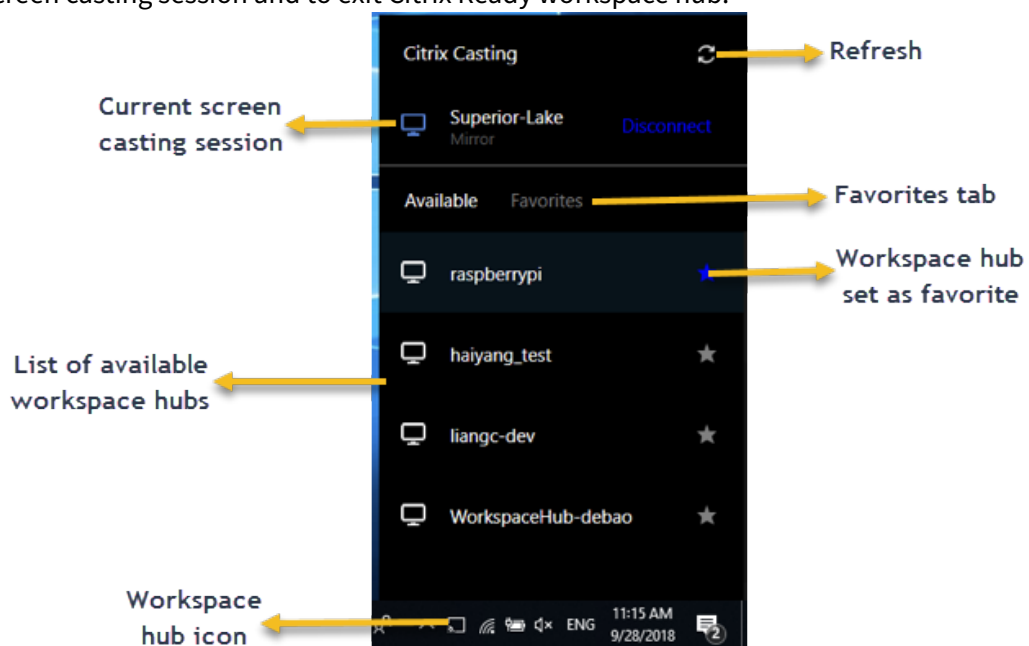 screen casting session and to exit Citrix Ready workspace hub.
Citrix Casting
Refresh
Current screen
casting session
Superior-Lake
Mirror
Disconnect
Available Favorites
Favorites tab
raspberrypi
Workspace hub
set as favorite
List of available
workspace hubs
haiyang_test
liangc-dev
WorkspaceHub-debao
Workspace
hub icon
ENG
11:15 AM
9/28/2018
2